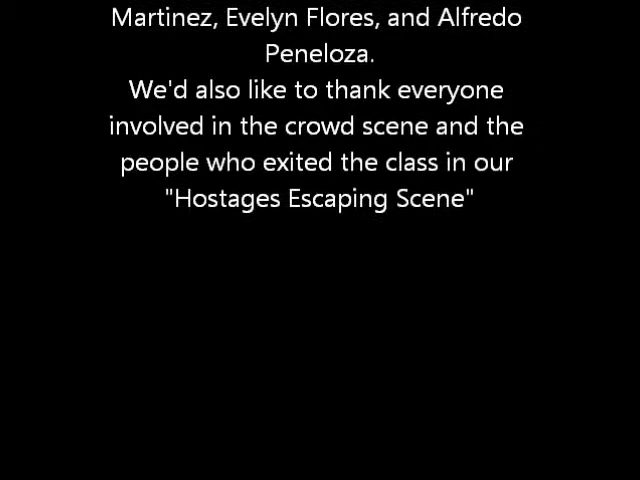 Martinez, Evelyn Flores, and Alfredo
Peneloza.
We'd also like to thank everyone
involved in the crowd scene and the
people who exited the class in our
"Hostages Escaping Scene"